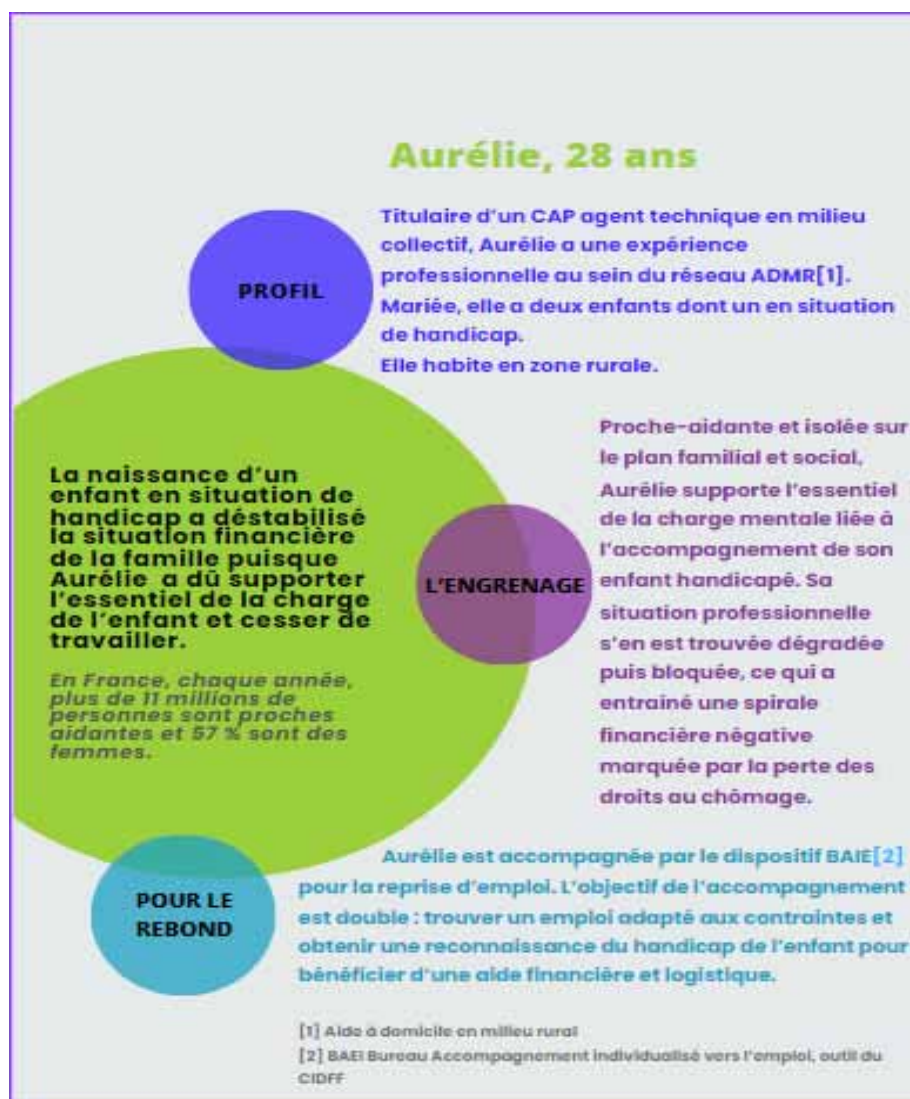 Aurélie, 28 ans
PROFIL
Titulaire d'un CAP agent technique en milieu
collectif, Aurélie a une expérience
professionnelle au sein du réseau ADMR[1].
Mariée, elle a deux enfants dont un en situation
de handicap.
Elle habite en zone rurale.
La naissance d'un
enfant en situation de
handicap a déstabilisé
la situation financière
de la famille puisque
Aurélie a dû supporter
l'essentiel de la charge
de l'enfant et cesser de
travailler.
En France, chaque année,
plus de 11 millions de
personnes sont proches
aidantes et 57 % sont des
femmes.
L'ENGRENAGE
Proche-aidante et isolée sur
le plan familial et social,
Aurélie supporte l'essentiel
de la charge mentale liée à
l'accompagnement de son
enfant handicapé. Sa
situation professionnelle
s'en est trouvée dégradée
puis bloquée, ce qui a
entrainé une spirale
financière négative
marquée par la perte des
droits au chômage.
POUR LE
REBOND
Aurélie est accompagnée par le dispositif BAIE[2]
pour la reprise d'emploi. L'objectif de l'accompagnement
est double : trouver un emploi adapté aux contraintes et
obtenir une reconnaissance du handicap de l'enfant pour
bénéficier d'une aide financière et logistique.
[1] Aide à domicile en milieu rural
[2] BAEI Bureau Accompagnement individualisé vers l'emploi, outil du
CIDFF